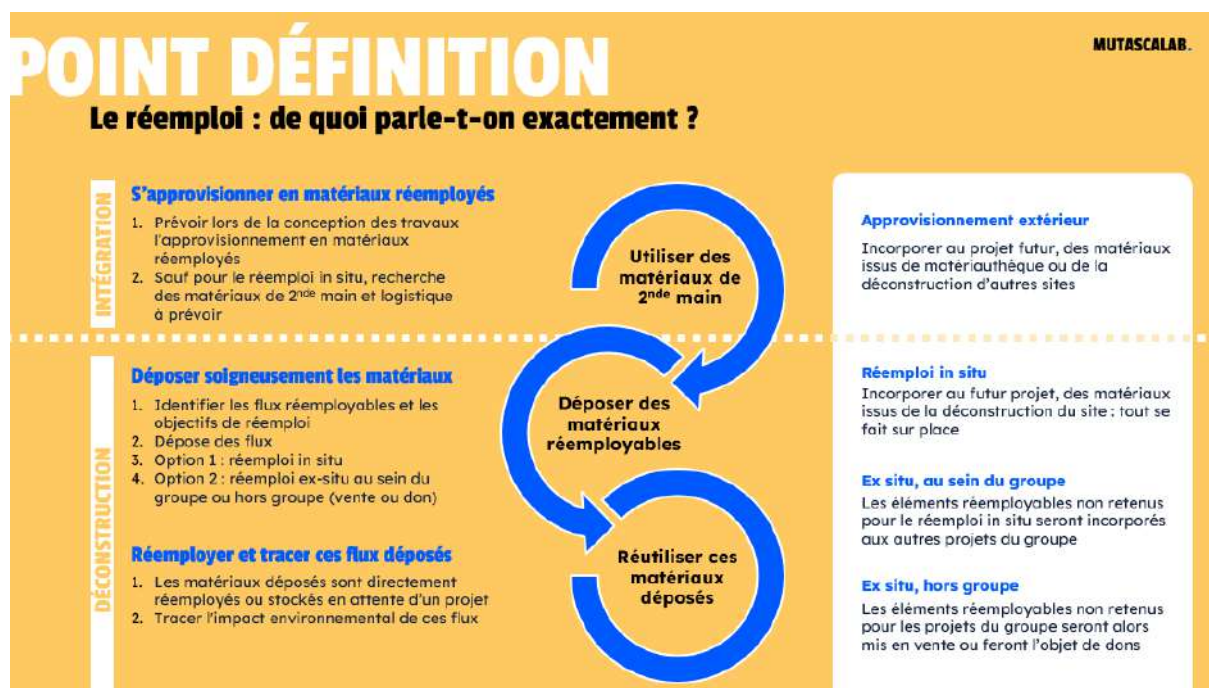 POINT DÉFINITION
MUTASCALAB.
Le réemploi : de quoi parle-t-on exactement ?
INTÉGRATION
S'approvisionner en matériaux réemployés
1. Prévoir lors de la conception des travaux
l'approvisionnement en matériaux
réemployés
2. Sauf pour le réemploi in situ, recherche
des matériaux de 2nde main et logistique
à prévoir
Utiliser des
matériaux de
2nde main
Approvisionnement extérieur
Incorporer au projet futur, des matériaux
issus de matériauthèque ou de la
déconstruction d'autres sites
DÉCONSTRUCTION
Déposer soigneusement les matériaux
1. Identifier les flux réemployables et les
objectifs de réemploi
2. Dépose des flux
3. Option 1 : réemploi in situ
4. Option 2 : réemploi ex-situ au sein du
groupe ou hors groupe (vente ou don)
Déposer des
matériaux
réemployables
Réemployer et tracer ces flux déposés
1. Les matériaux déposés sont directement
réemployés ou stockés en attente d'un projet
2. Tracer l'impact environnemental de ces flux
Réutiliser ces
matériaux
déposés
Réemploi in situ
Incorporer au futur projet, des matériaux
issus de la déconstruction du site : tout se
fait sur place
Ex situ, au sein du groupe
Les éléments réemployables non retenus
pour le réemploi in situ seront incorporés
aux autres projets du groupe
Ex situ, hors groupe
Les éléments réemployables non retenus
pour les projets du groupe seront alors
mis en vente ou feront l'objet de dons